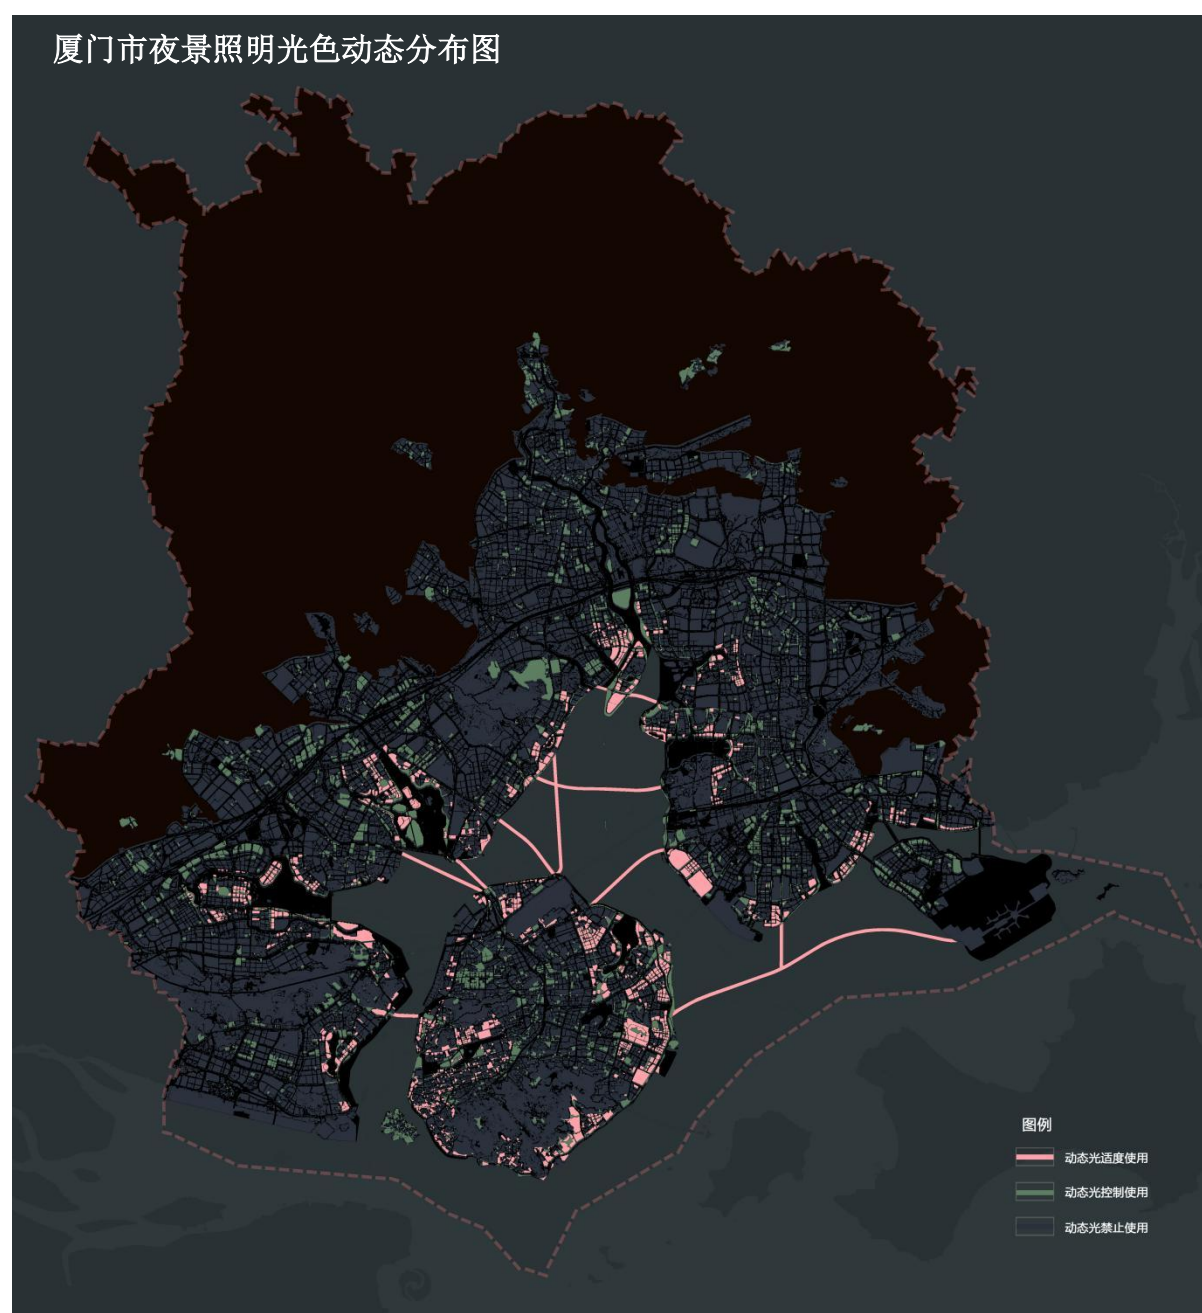 厦门市夜景照明光色动态分布图
图例
动态光适度使用
动态光控制使用
动态光禁止使用